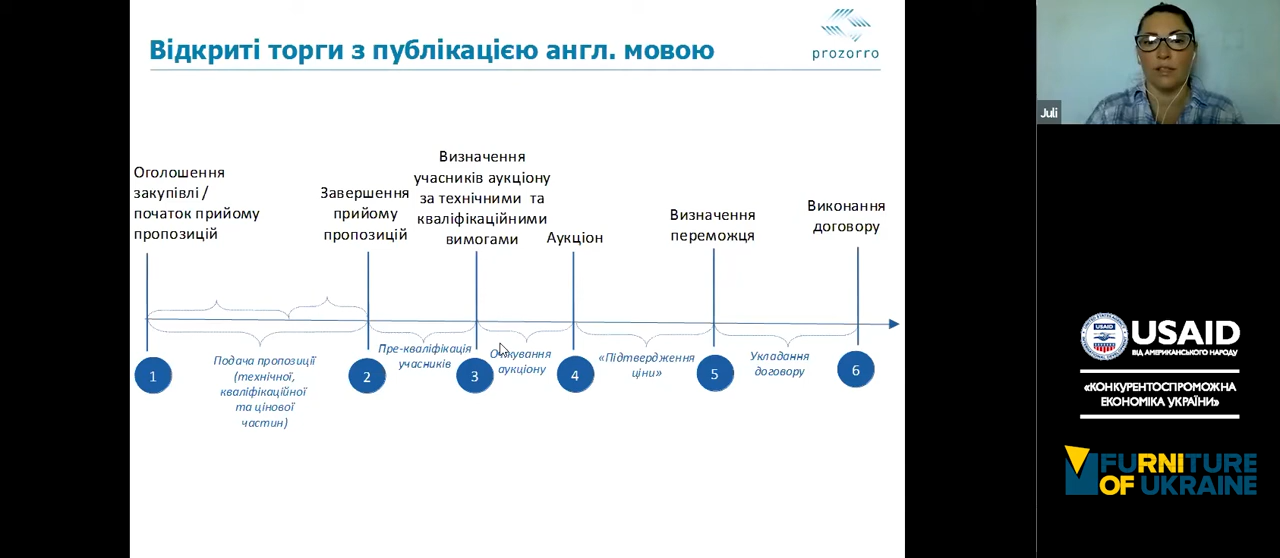 Відкриті торги з публікацією англ. мовою
prozorro
Juli
Оголошення
закупівлі /
початок прийому
пропозицій
Завершення
прийому
пропозицій
Визначення
учасників аукціону
за технічними та
кваліфікаційними
вимогами
Аукціон
Визначення
переможця
Виконання
договору
Подача пропозиції
(технічної,
кваліфікаційної
та цінової
частин)
Пре-кваліфікація
учасників
Очікування
аукціону
«Підтвердження
ціни»
Укладання
договору
1
2
3
4
5
6
USAID
ВІД АМЕРИКАНСЬКОГО НАРОДУ
«КОНКУРЕНТОСПРОМОЖНА
ЕКОНОМІКА УКРАЇНИ»
FURNITURE
OF UKRAINE